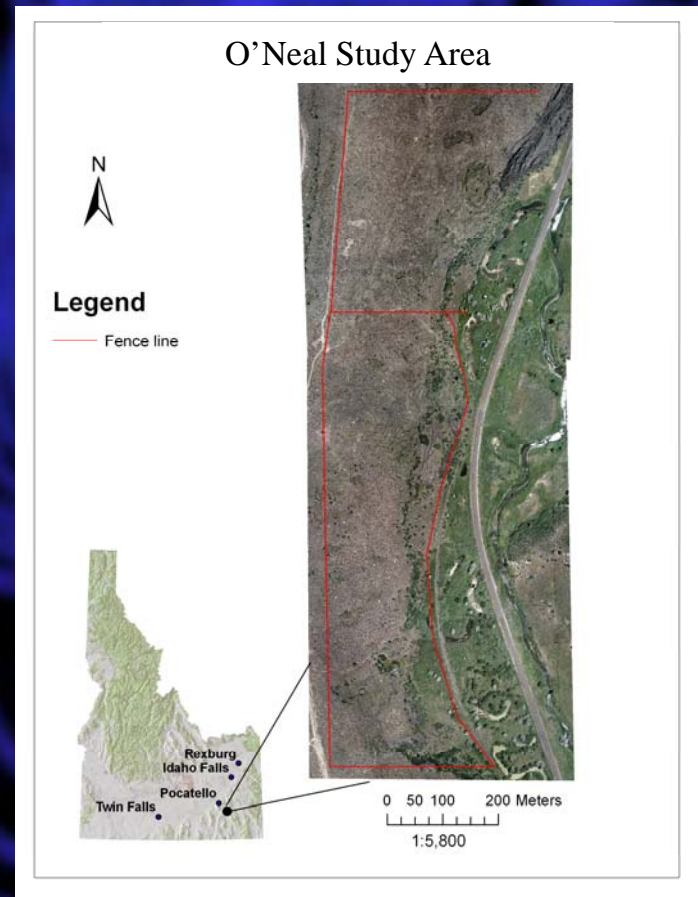 O’Neal Study Area
N
Legend
Fence line
Rexburg
Idaho Falls
Pocatello
Twin Falls
0 50 100 200 Meters
1:5,800